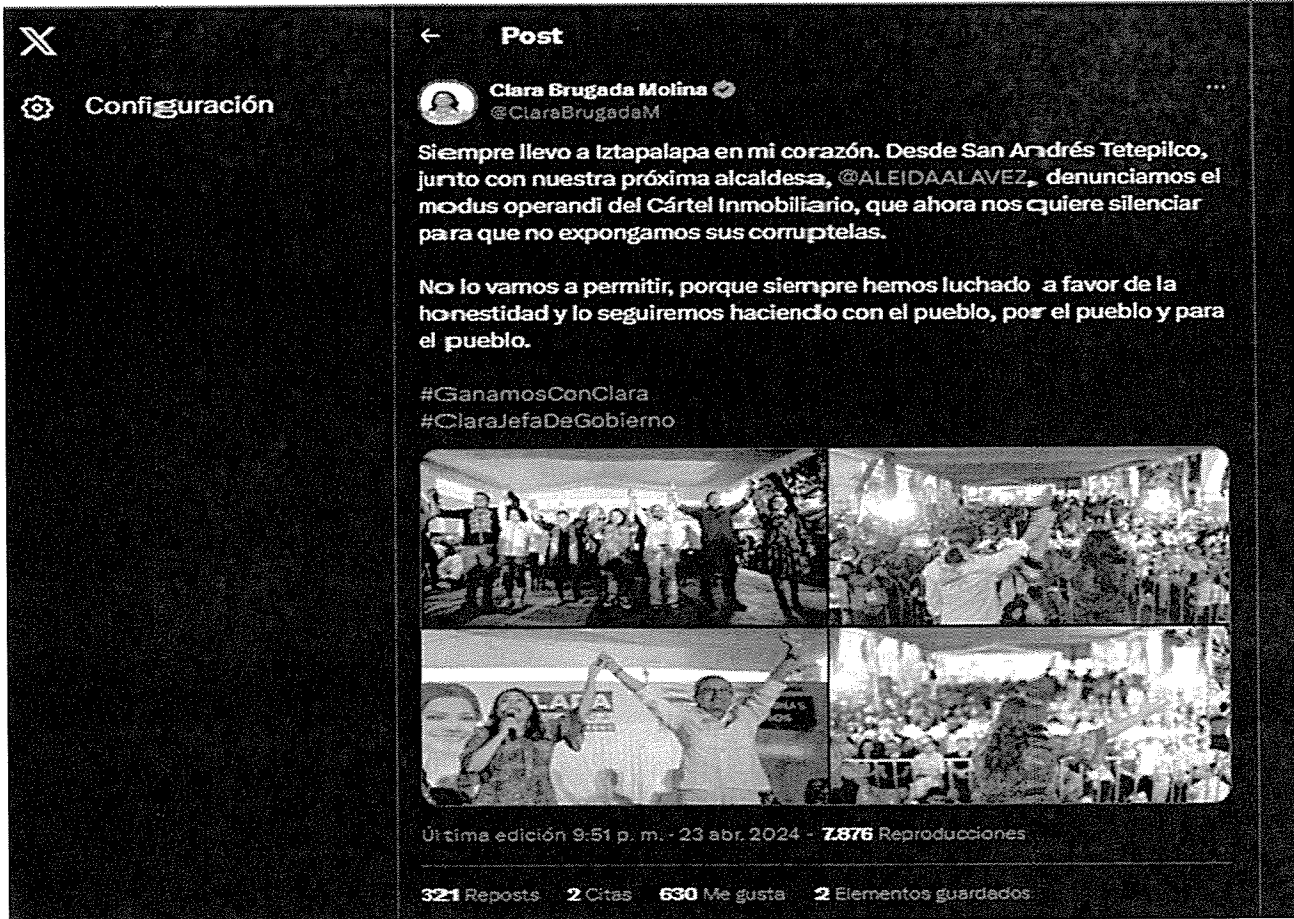 X
Configuración
← Post
Clara Brugada Molina
@ClaraBrugadaM
...
Siempre llevo a Iztapalapa en mi corazón. Desde San Andrés Tetepilco,
junto con nuestra próxima alcaldesa, @ALEIDAALAVEZ, denunciamos el
modus operandi del Cártel Inmobiliario, que ahora nos quiere silenciar
para que no expongamos sus corruptelas.
No lo vamos a permitir, porque siempre hemos luchado a favor de la
honestidad y lo seguiremos haciendo con el pueblo, por el pueblo y para
el pueblo.
#GanamosConClara
#ClaraJefaDeGobierno
CLARA
Última edición 9:51 p. m. · 23 abr. 2024 · 7.876 Reproducciones
321 Reposts 2 Citas 630 Me gusta 2 Elementos guardados